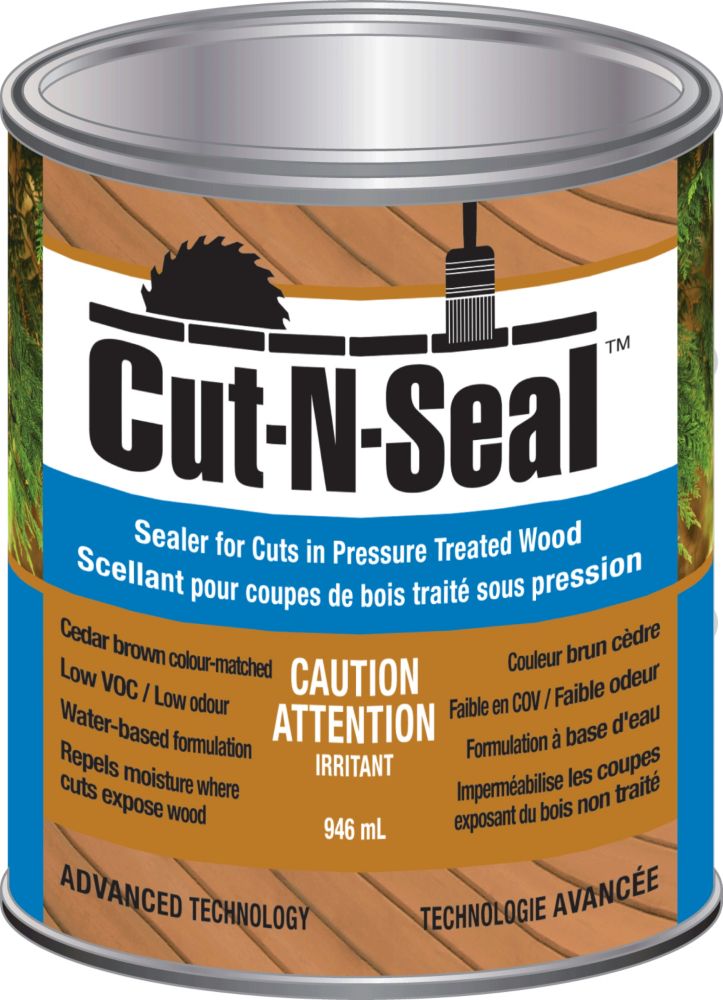 Cut-N-Seal™
Sealer for Cuts in Pressure Treated Wood
Scellant pour coupes de bois traité sous pression
Cedar brown colour-matched
Low VOC / Low odour
Water-based formulation
Repels moisture where
cuts expose wood
CAUTION
ATTENTION
IRRITANT
946 mL
Couleur brun cèdre
Faible en COV / Faible odeur
Formulation à base d'eau
Imperméabilise les coupes
exposant du bois non traité
ADVANCED TECHNOLOGY
TECHNOLOGIE AVANCÉE